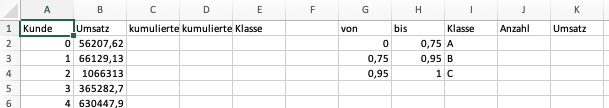 A B C D E F G H I J K
1 Kunde Umsatz kumulierte kumulierte Klasse von bis Klasse Anzahl Umsatz
2 0 56207,62 0 0,75 A
3 1 66129,13 0,75 0,95 B
4 2 1066313 0,95 1 C
5 3 365282,7
6 4 630447,9